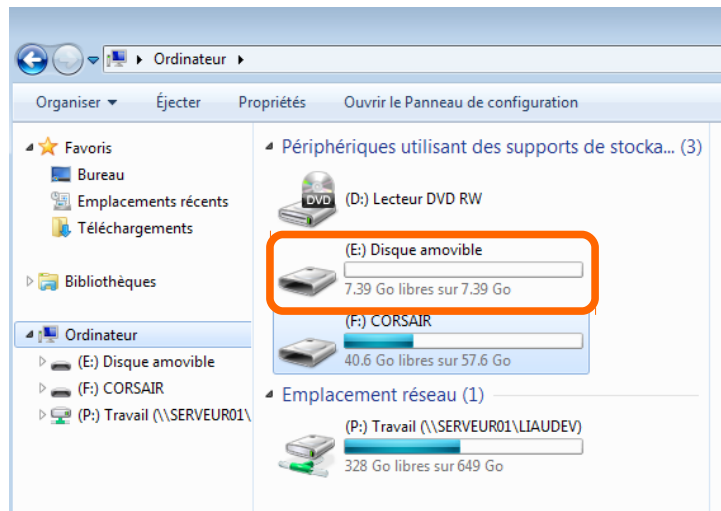 Ordinateur
Organiser Éjecter Propriétés Ouvrir le Panneau de configuration
Favoris
Bureau
Emplacements récents
Téléchargements
Bibliothèques
Ordinateur
(E:) Disque amovible
(F:) CORSAIR
(P:) Travail (\\SERVEUR01\
Périphériques utilisant des supports de stocka... (3)
DVD
(D:) Lecteur DVD RW
(E:) Disque amovible
7.39 Go libres sur 7.39 Go
(F:) CORSAIR
40.6 Go libres sur 57.6 Go
Emplacement réseau (1)
(P:) Travail (\\SERVEUR01\LIAUDEV)
328 Go libres sur 649 Go